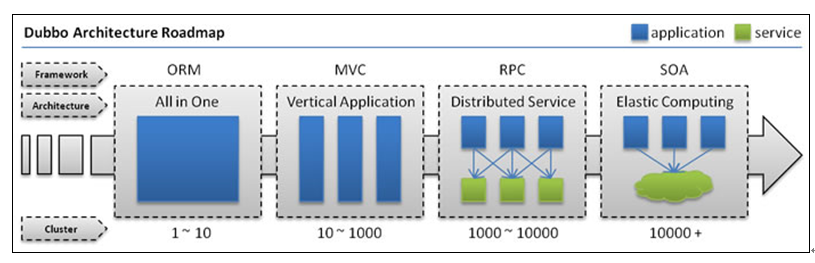 Dubbo Architecture Roadmap
application service
Framework ORM MVC RPC SOA
Architecture All in One Vertical Application Distributed Service Elastic Computing
Cluster 1 ~ 10 10 ~ 1000 1000 ~ 10000 10000 +